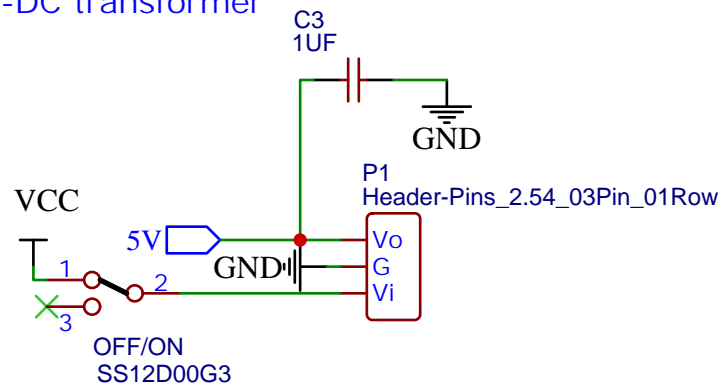 -DC transformer
C3
1UF
GND
P1
Header-Pins_2.54_03Pin_01Row
VCC
5V
Vo
GND
G
1
2
Vi
3
OFF/ON
SS12D00G3